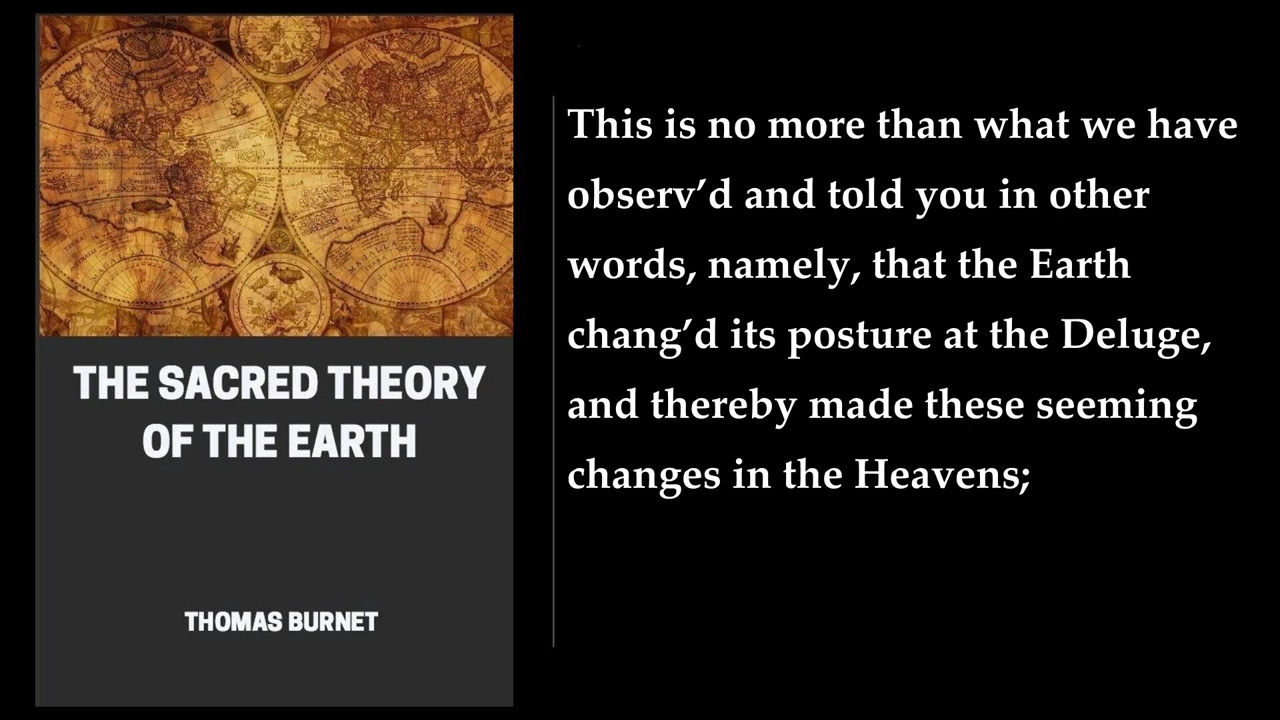 THE SACRED THEORY
OF THE EARTH
THOMAS BURNET
This is no more than what we have
observ’d and told you in other
words, namely, that the Earth
chang’d its posture at the Deluge,
and thereby made these seeming
changes in the Heavens;